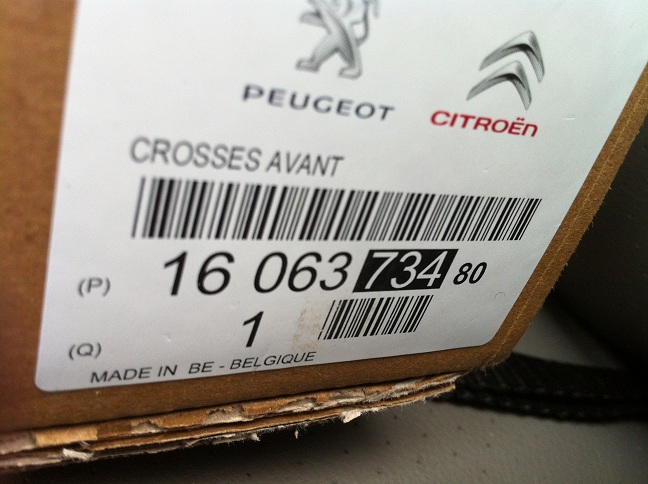 PEUGEOT
CITROËN
CROSSES AVANT
(P) 16 063 734 80
(Q) 1
MADE IN BE - BELGIQUE